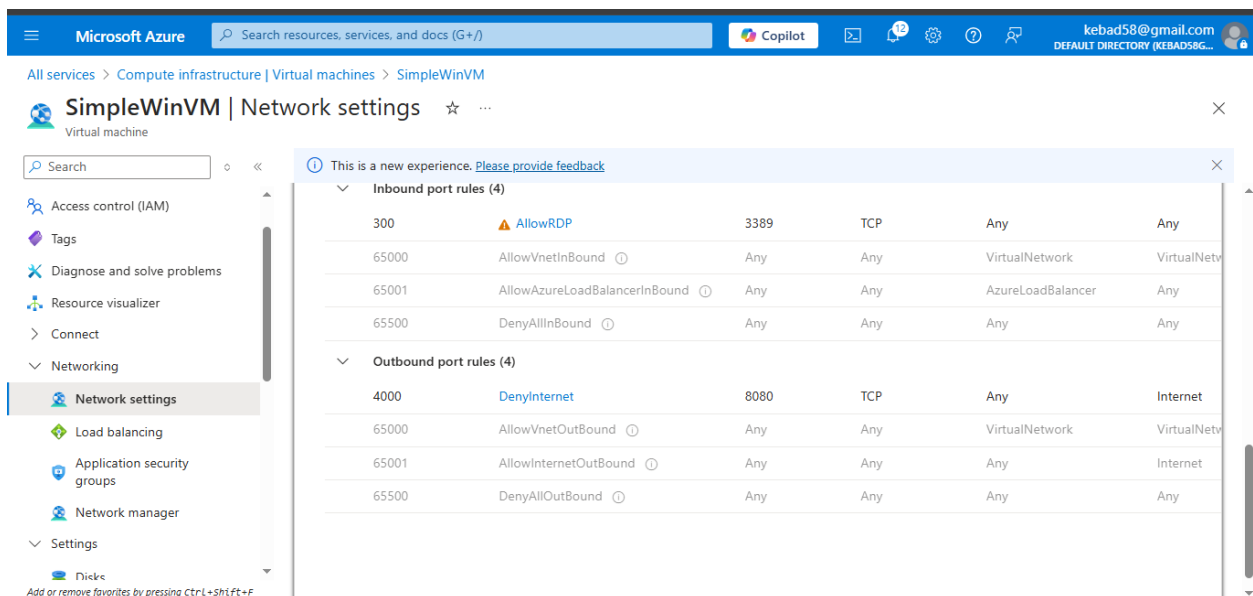 Microsoft Azure
Search resources, services, and docs (G+/)
Copilot
12
kebad58@gmail.com
DEFAULT DIRECTORY (KEBAD58G...
All services > Compute infrastructure | Virtual machines > SimpleWinVM
SimpleWinVM | Network settings
Virtual machine
Search
This is a new experience. Please provide feedback
Access control (IAM)
Tags
Diagnose and solve problems
Resource visualizer
Connect
Networking
Network settings
Load balancing
Application security
groups
Network manager
Settings
Disks
Add or remove favorites by pressing Ctrl+Shift+F
Inbound port rules (4)
300 AllowRDP 3389 TCP Any Any
65000 AllowVnetInBound Any Any VirtualNetwork VirtualNetw
65001 AllowAzureLoadBalancerInBound Any Any AzureLoadBalancer Any
65500 DenyAllInBound Any Any Any Any
Outbound port rules (4)
4000 DenyInternet 8080 TCP Any Internet
65000 AllowVnetOutBound Any Any VirtualNetwork VirtualNetw
65001 AllowInternetOutBound Any Any Any Internet
65500 DenyAllOutBound Any Any Any Any